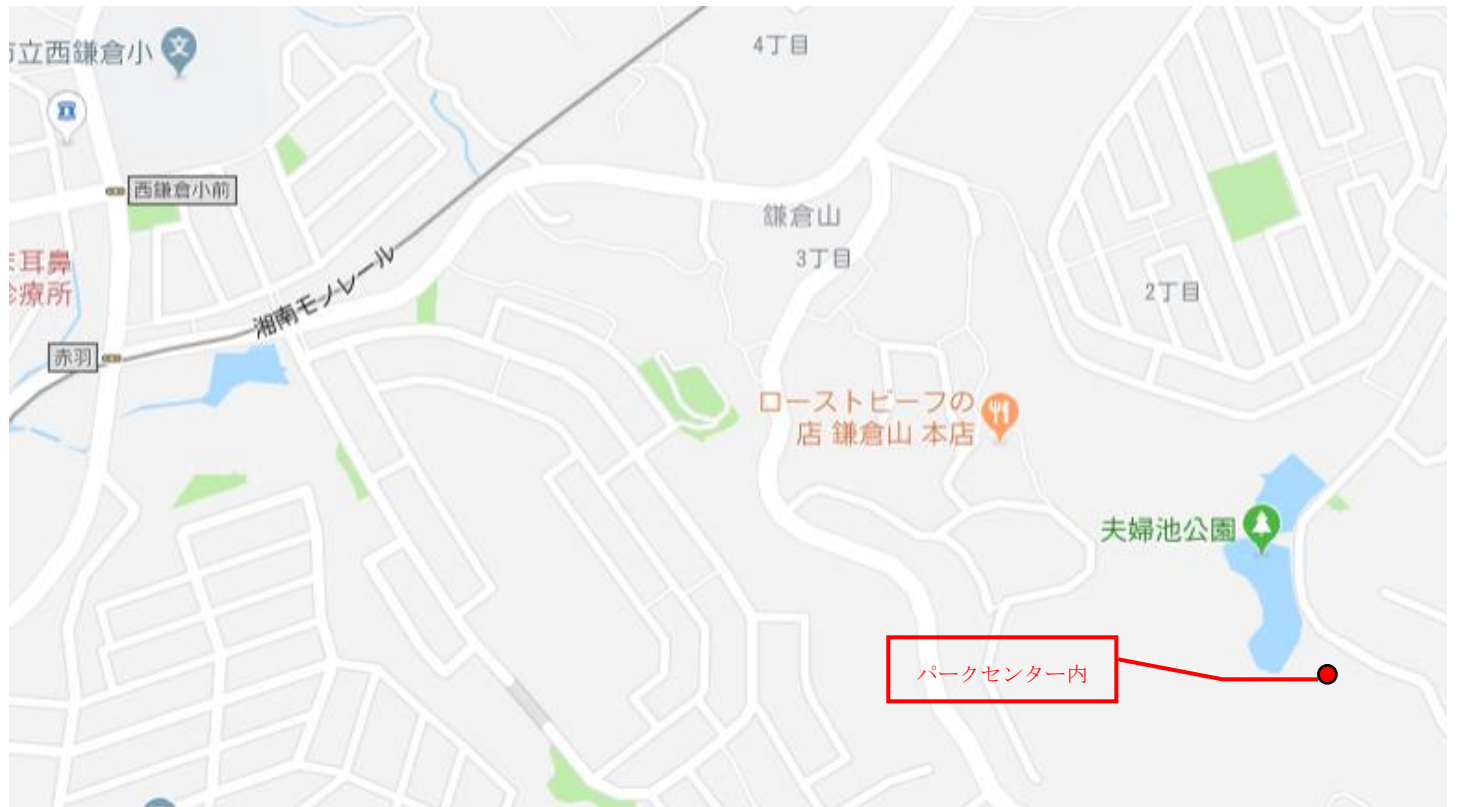 4丁目
市立西鎌倉小
西鎌倉小前
鎌倉山
3丁目
耳鼻
診療所
2丁目
湘南モノレール
赤羽
ローストビーフの
店 鎌倉山 本店
夫婦池公園
パークセンター内